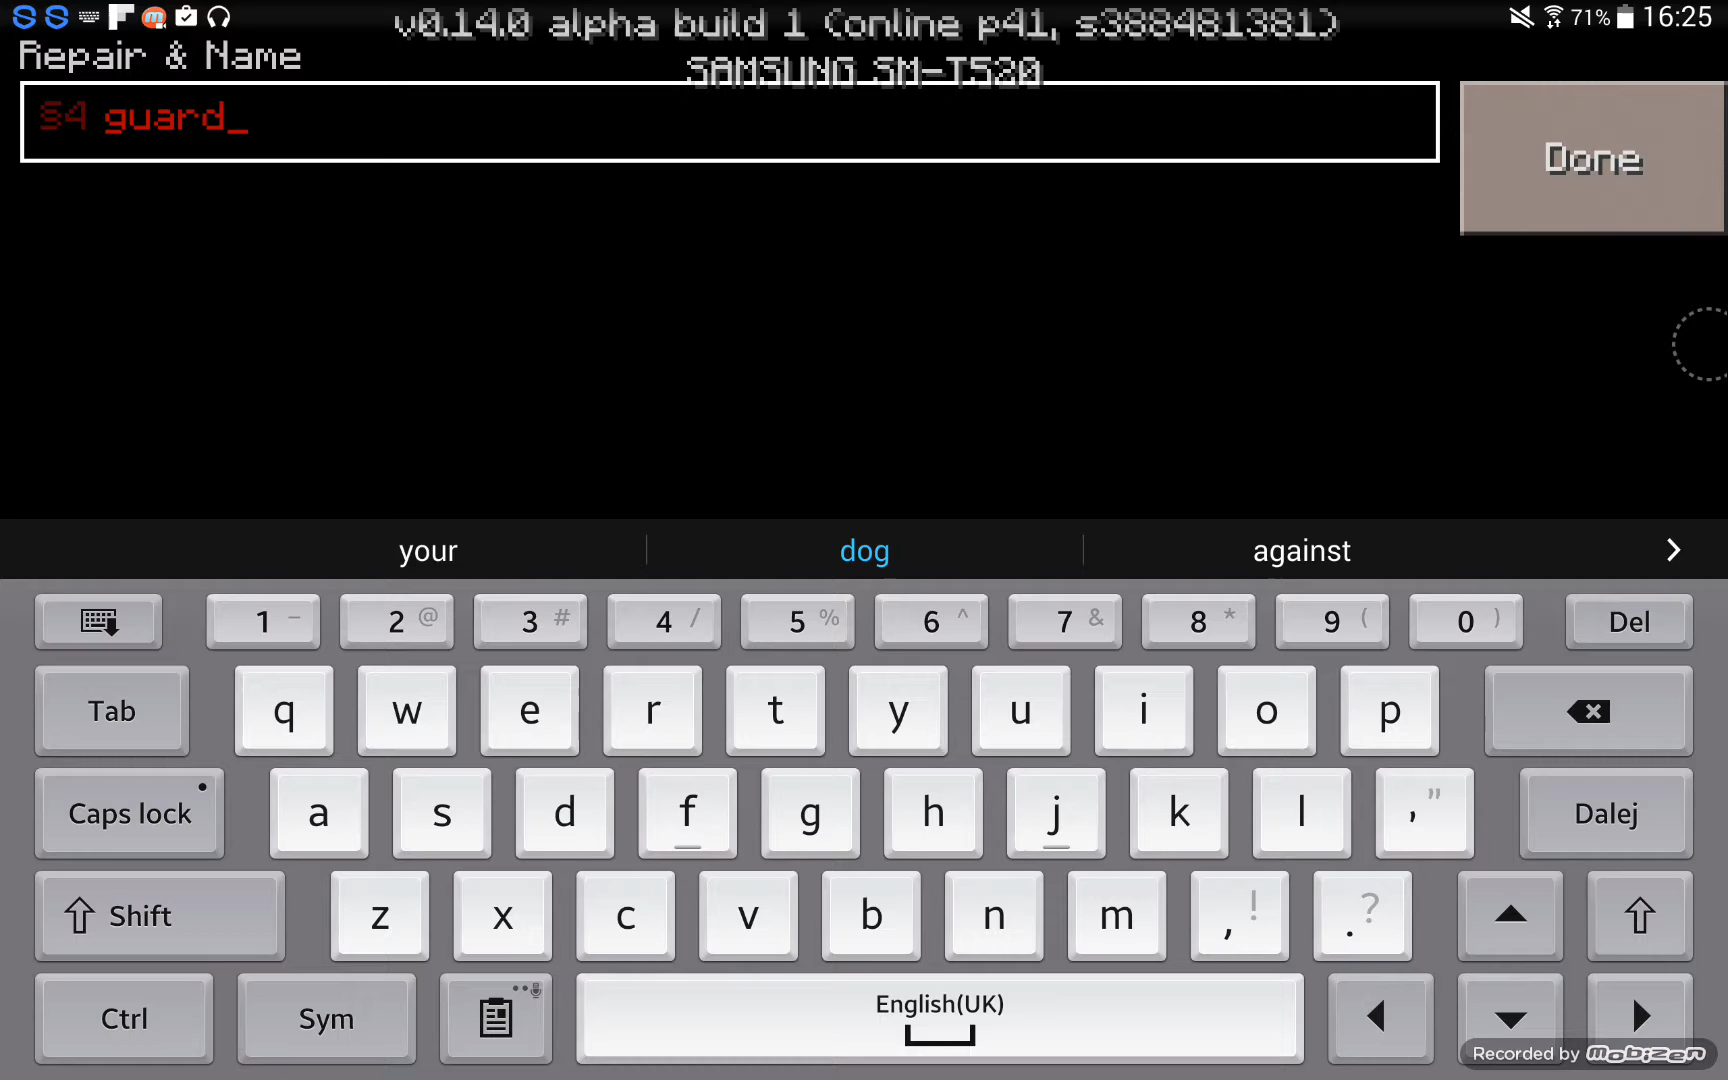 v0.14.0 alpha build 1 (online p41, s388481381)
71% 16:25
Repair & Name
SAMSUNG SM-T520
§4 guard_
Done
your dog against
1 - 2 @ 3 # 4 / 5 % 6 ^ 7 & 8 * 9 ( 0 ) Del
Tab q w e r t y u i o p
Caps lock a s d f g h j k l ' " Dalej
Shift z x c v b n m , ! . ?
Ctrl Sym English(UK)
Recorded by mobizen